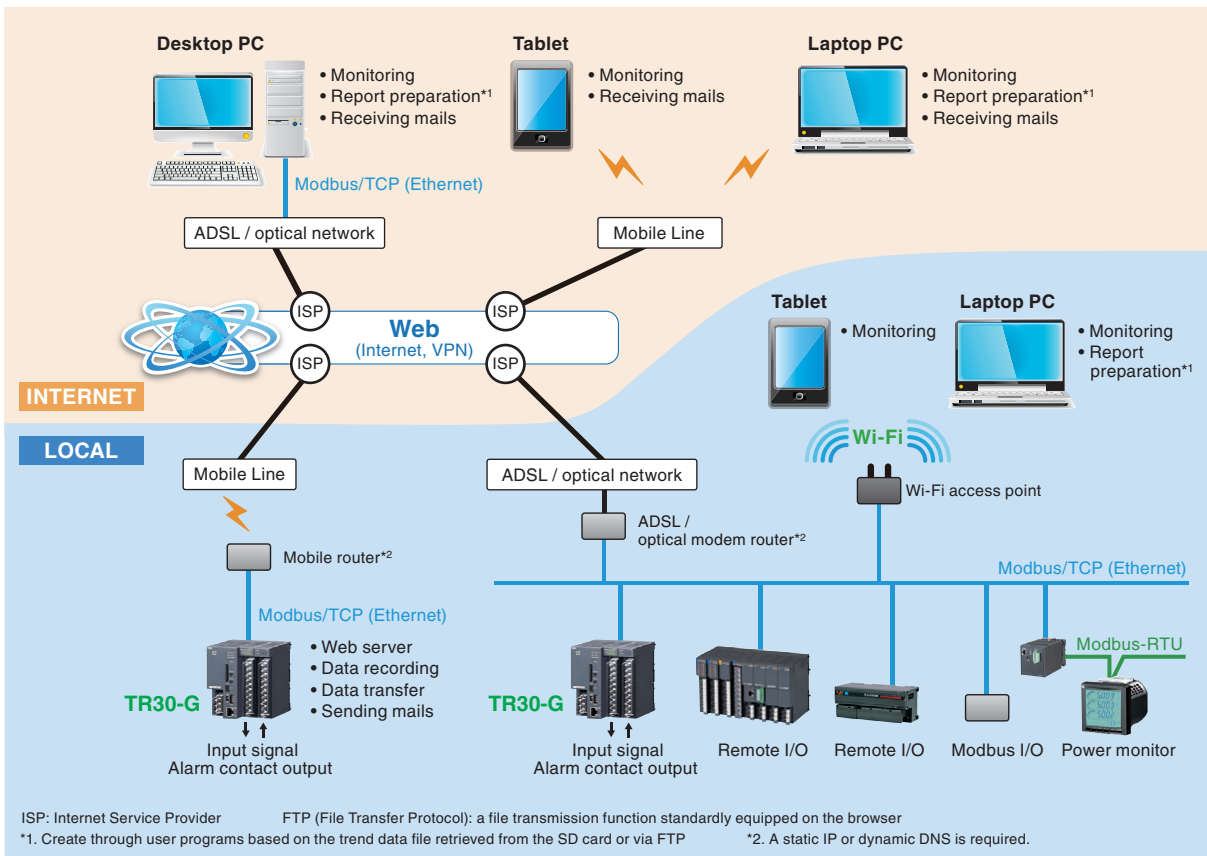 Desktop PC
• Monitoring
• Report preparation*1
• Receiving mails
Tablet
• Monitoring
• Receiving mails
Laptop PC
• Monitoring
• Report preparation*1
• Receiving mails
Modbus/TCP (Ethernet)
ADSL / optical network
Mobile Line
ISP
ISP
Web
(Internet, VPN)
ISP
ISP
INTERNET
Tablet
• Monitoring
Laptop PC
• Monitoring
• Report
preparation*1
LOCAL
Wi-Fi
Mobile Line
ADSL / optical network
Wi-Fi access point
Mobile router*2
ADSL /
optical modem router*2
Modbus/TCP (Ethernet)
Modbus/TCP (Ethernet)
• Web server
• Data recording
• Data transfer
• Sending mails
TR30-G
Input signal
Alarm contact output
TR30-G
Input signal
Alarm contact output
Remote I/O
Remote I/O
Modbus I/O
Modbus-RTU
Power monitor
ISP: Internet Service Provider
FTP (File Transfer Protocol): a file transmission function standardly equipped on the browser
*1. Create through user programs based on the trend data file retrieved from the SD card or via FTP
*2. A static IP or dynamic DNS is required.